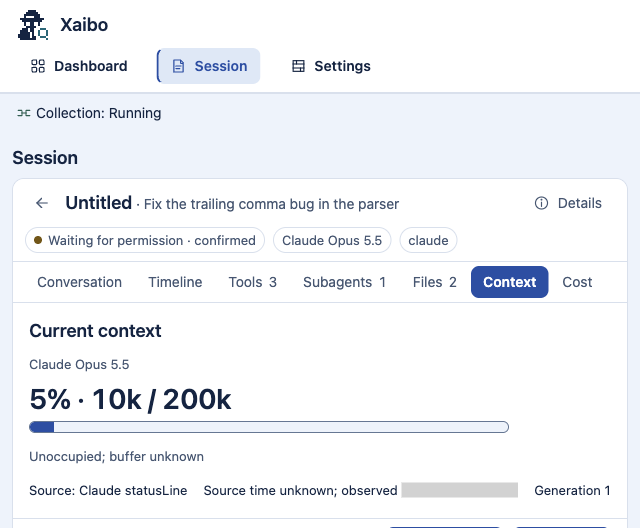 Xaibo
Dashboard Session Settings
Collection: Running
Session
Untitled · Fix the trailing comma bug in the parser Details
Waiting for permission · confirmed Claude Opus 5.5 claude
Conversation Timeline Tools 3 Subagents 1 Files 2 Context Cost
Current context
Claude Opus 5.5
5% · 10k / 200k
Unoccupied; buffer unknown
Source: Claude statusLine Source time unknown; observed Generation 1